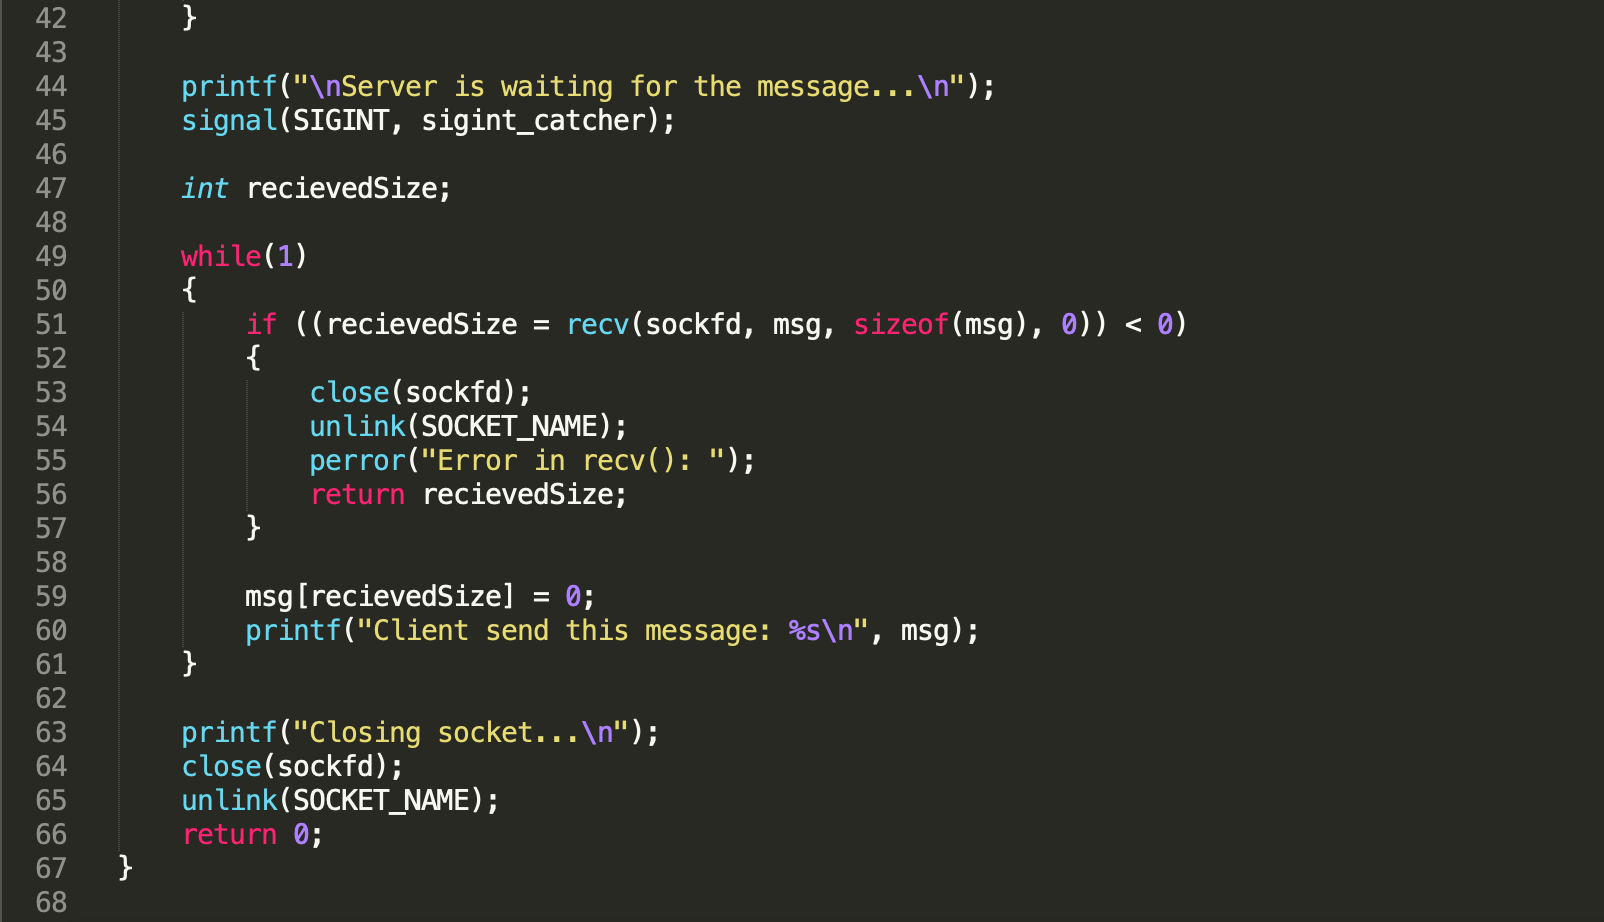 42 }
43
44 printf("\nServer is waiting for the message...\n");
45 signal(SIGINT, sigint_catcher);
46
47 int recievedSize;
48
49 while(1)
50 {
51 if ((recievedSize = recv(sockfd, msg, sizeof(msg), 0)) < 0)
52 {
53 close(sockfd);
54 unlink(SOCKET_NAME);
55 perror("Error in recv(): ");
56 return recievedSize;
57 }
58
59 msg[recievedSize] = 0;
60 printf("Client send this message: %s\n", msg);
61 }
62
63 printf("Closing socket...\n");
64 close(sockfd);
65 unlink(SOCKET_NAME);
66 return 0;
67 }
68